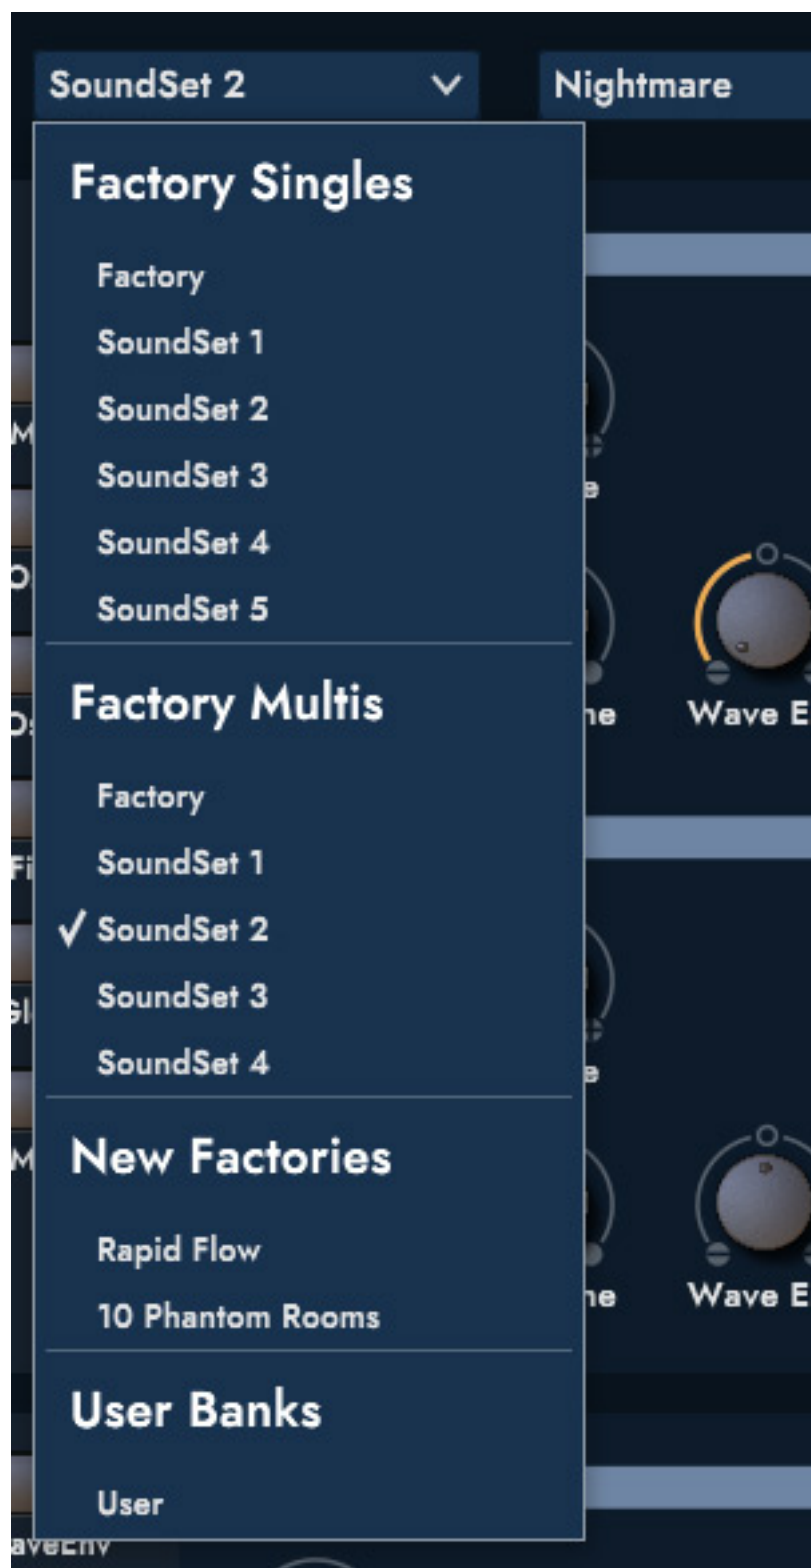 SoundSet 2
Nightmare
Factory Singles
Factory
SoundSet 1
SoundSet 2
SoundSet 3
SoundSet 4
SoundSet 5
Factory Multis
Factory
SoundSet 1
✓ SoundSet 2
SoundSet 3
SoundSet 4
New Factories
Rapid Flow
10 Phantom Rooms
User Banks
User
Wave E
Wave E
aveEnv